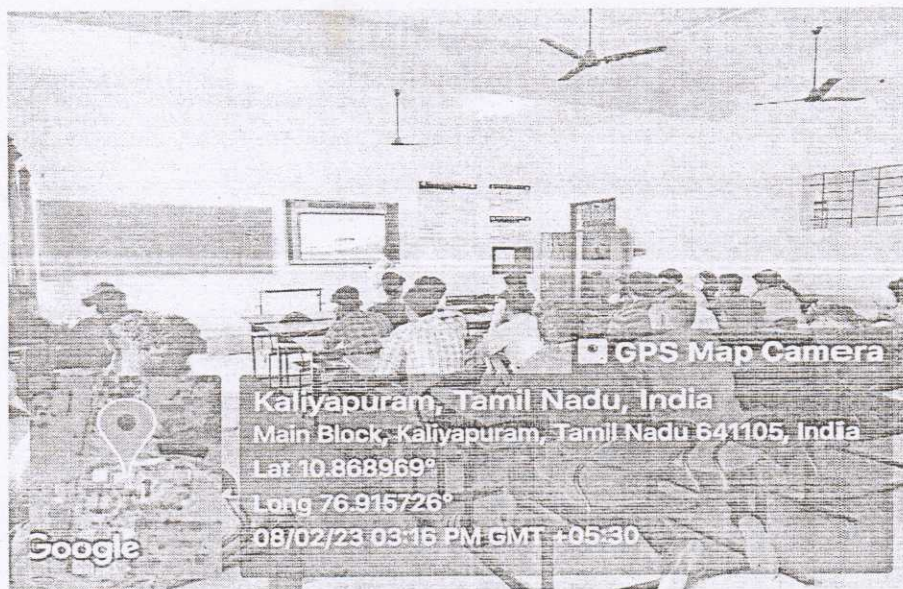 GPS Map Camera
Kaliyapuram, Tamil Nadu, India
Main Block, Kaliyapuram, Tamil Nadu 641105, India
Lat 10.868969°
Long 76.915726°
08/02/23 03:16 PM GMT +05:30
Google